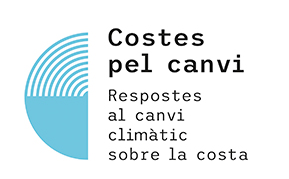 Costes
pel canvi
Respostes
al canvi
climàtic
sobre la costa